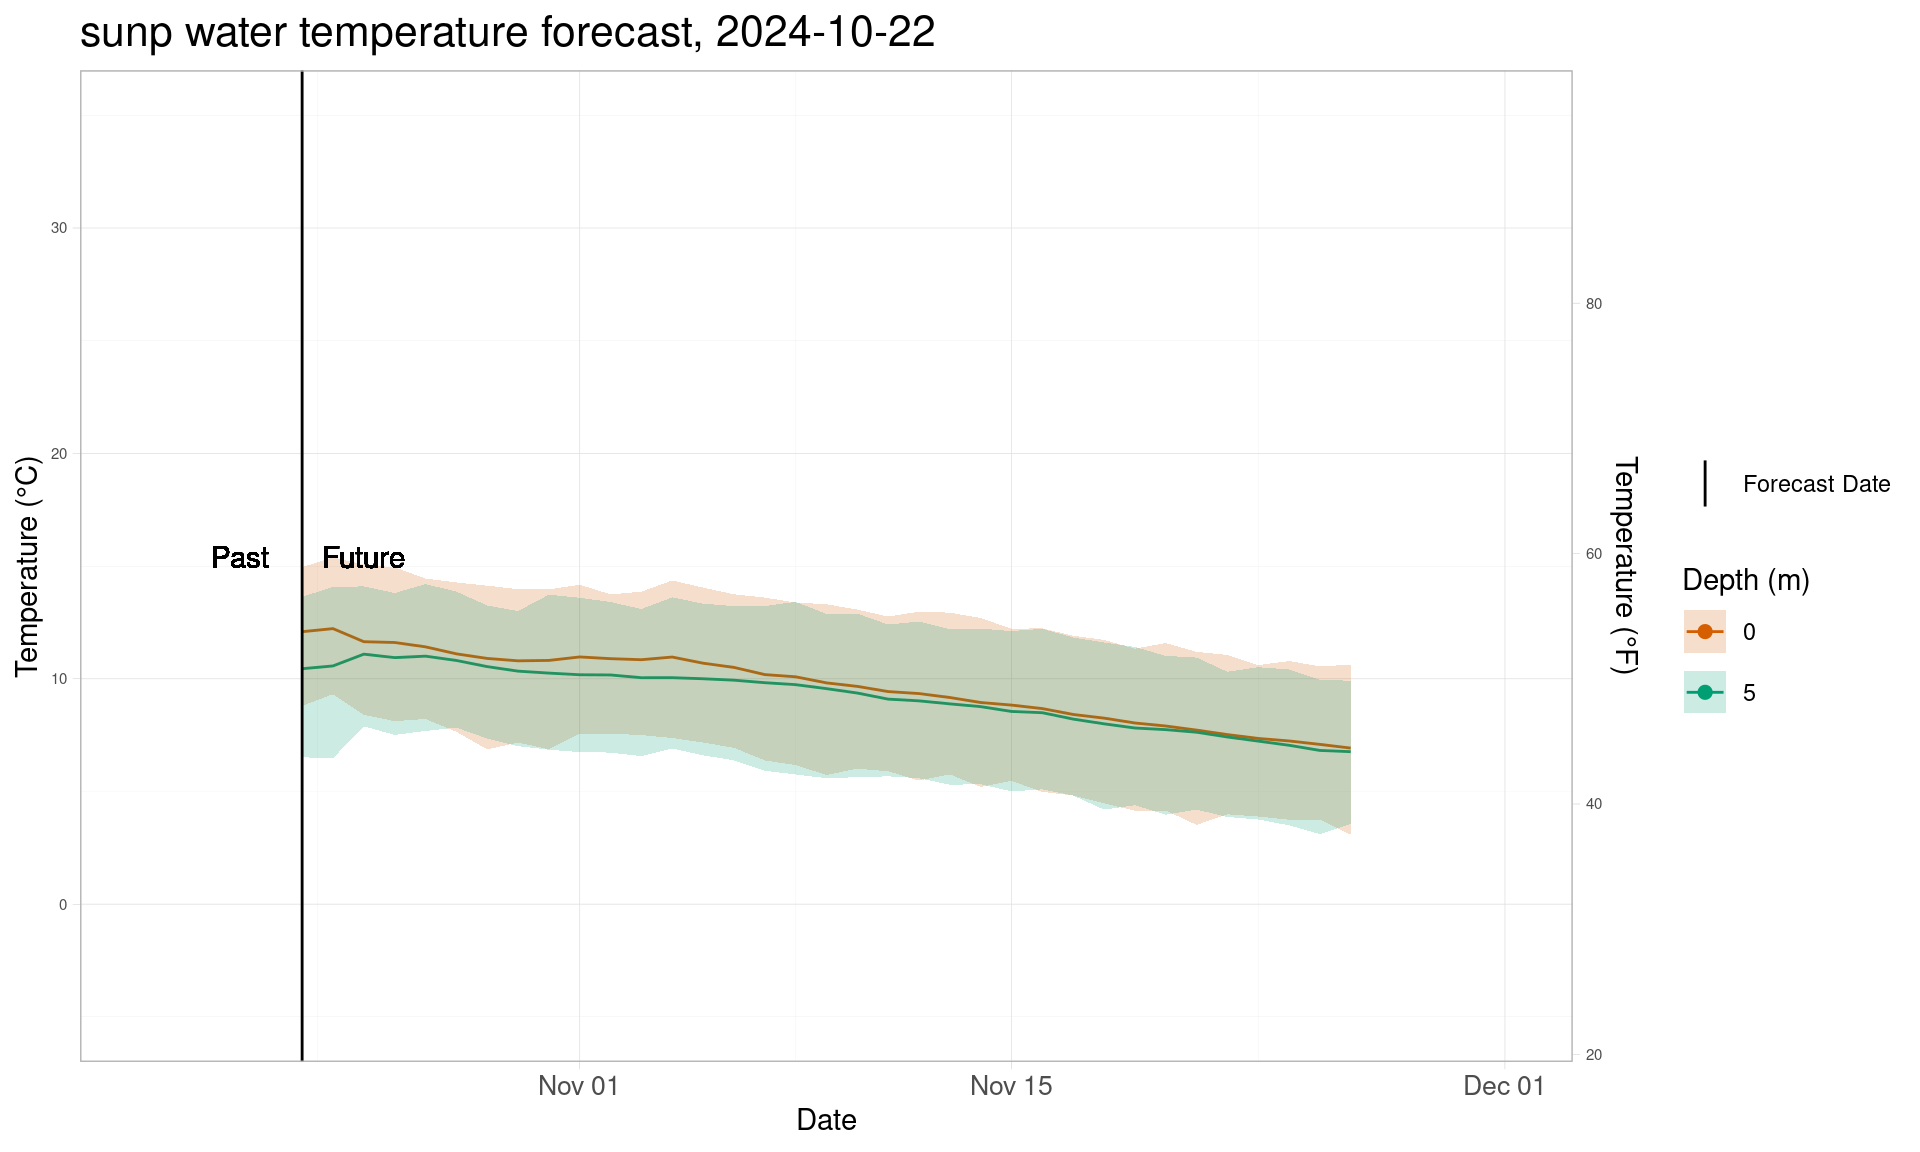 sunp water temperature forecast, 2024-10-22
30
20
10
0
Temperature (°C)
Past
Future
80
60
40
20
Temperature (°F)
Nov 01
Nov 15
Dec 01
Date
Forecast Date
Depth (m)
0
5